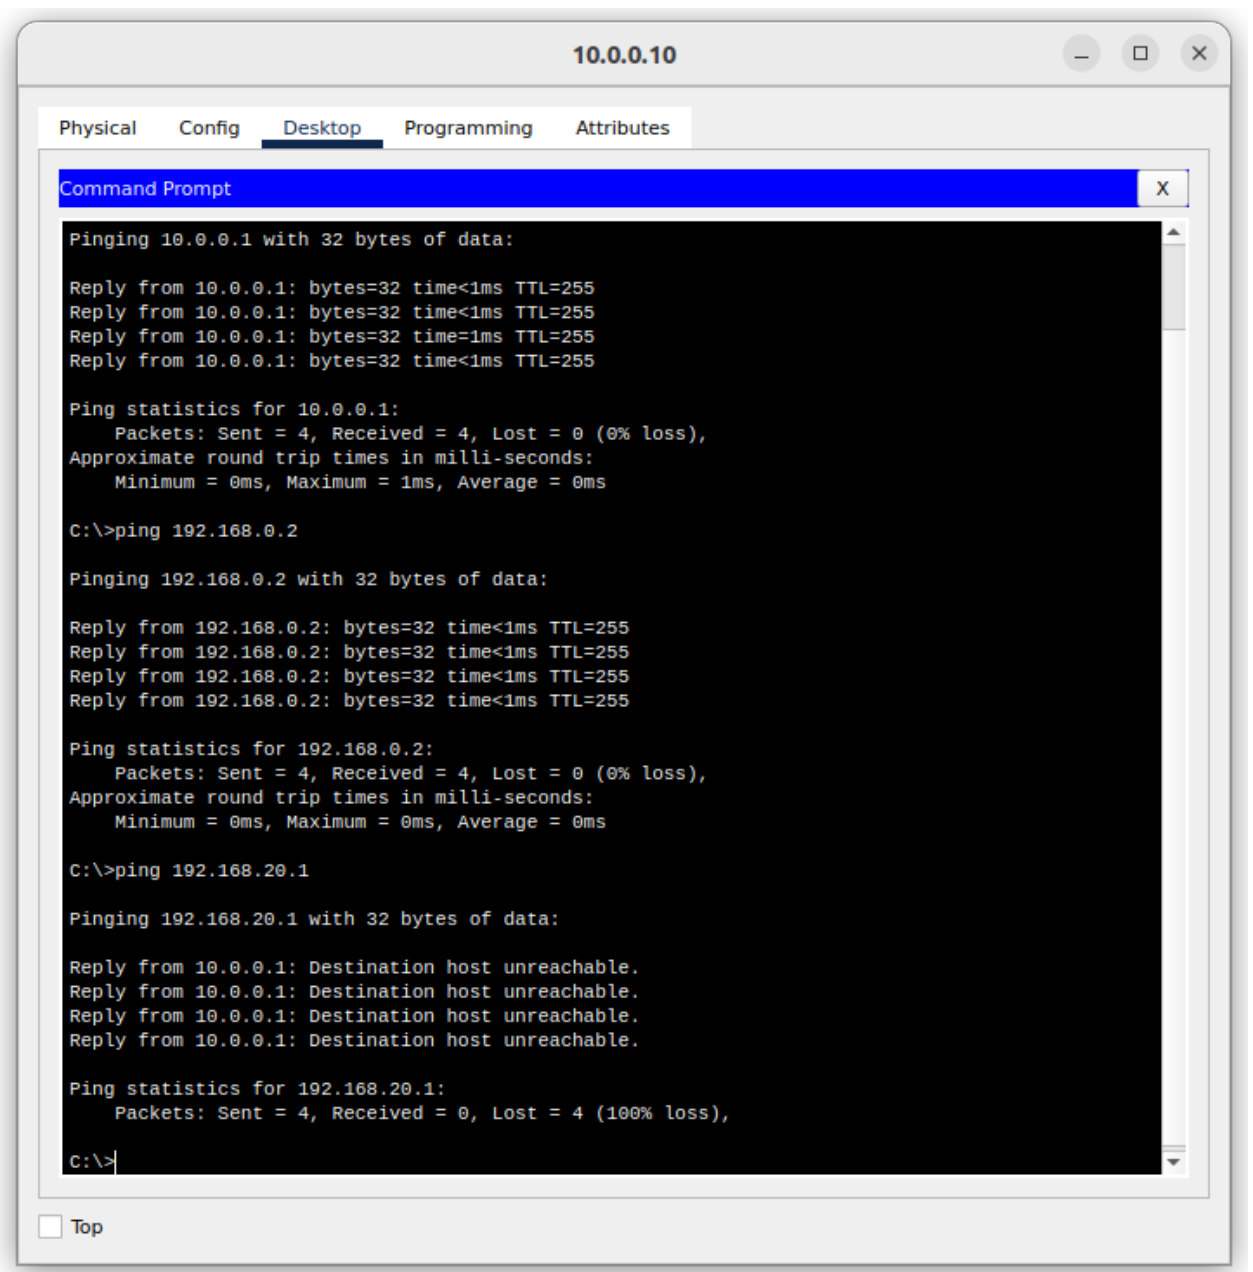 10.0.0.10
Physical Config Desktop Programming Attributes
Command Prompt X
Pinging 10.0.0.1 with 32 bytes of data:
Reply from 10.0.0.1: bytes=32 time<1ms TTL=255
Reply from 10.0.0.1: bytes=32 time<1ms TTL=255
Reply from 10.0.0.1: bytes=32 time=1ms TTL=255
Reply from 10.0.0.1: bytes=32 time<1ms TTL=255
Ping statistics for 10.0.0.1:
Packets: Sent = 4, Received = 4, Lost = 0 (0% loss),
Approximate round trip times in milli-seconds:
Minimum = 0ms, Maximum = 1ms, Average = 0ms
C:\>ping 192.168.0.2
Pinging 192.168.0.2 with 32 bytes of data:
Reply from 192.168.0.2: bytes=32 time<1ms TTL=255
Reply from 192.168.0.2: bytes=32 time<1ms TTL=255
Reply from 192.168.0.2: bytes=32 time<1ms TTL=255
Reply from 192.168.0.2: bytes=32 time<1ms TTL=255
Ping statistics for 192.168.0.2:
Packets: Sent = 4, Received = 4, Lost = 0 (0% loss),
Approximate round trip times in milli-seconds:
Minimum = 0ms, Maximum = 0ms, Average = 0ms
C:\>ping 192.168.20.1
Pinging 192.168.20.1 with 32 bytes of data:
Reply from 10.0.0.1: Destination host unreachable.
Reply from 10.0.0.1: Destination host unreachable.
Reply from 10.0.0.1: Destination host unreachable.
Reply from 10.0.0.1: Destination host unreachable.
Ping statistics for 192.168.20.1:
Packets: Sent = 4, Received = 0, Lost = 4 (100% loss),
C:\>
Top